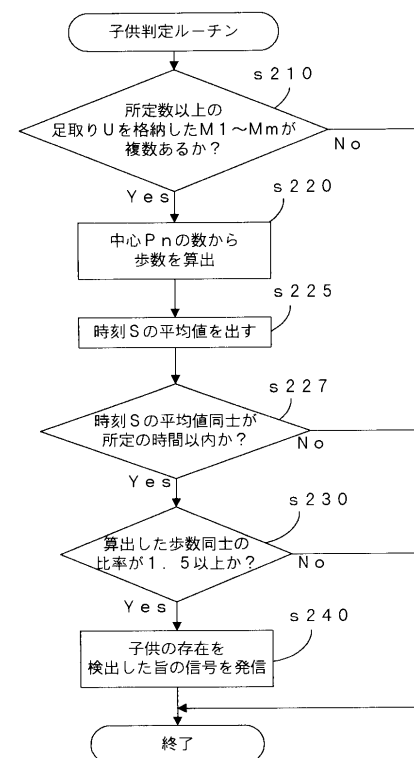 子供判定ルーチン
ｓ２１０
所定数以上の
足取りＵを格納したＭ１～Ｍｍが
複数あるか？
Ｎｏ
Ｙｅｓ
ｓ２２０
中心Ｐｎの数から
歩数を算出
ｓ２２５
時刻Ｓの平均値を出す
ｓ２２７
時刻Ｓの平均値同士が
所定の時間以内か？
Ｎｏ
Ｙｅｓ
ｓ２３０
算出した歩数同士の
比率が１．５以上か？
Ｎｏ
Ｙｅｓ
ｓ２４０
子供の存在を
検出した旨の信号を発信
終了